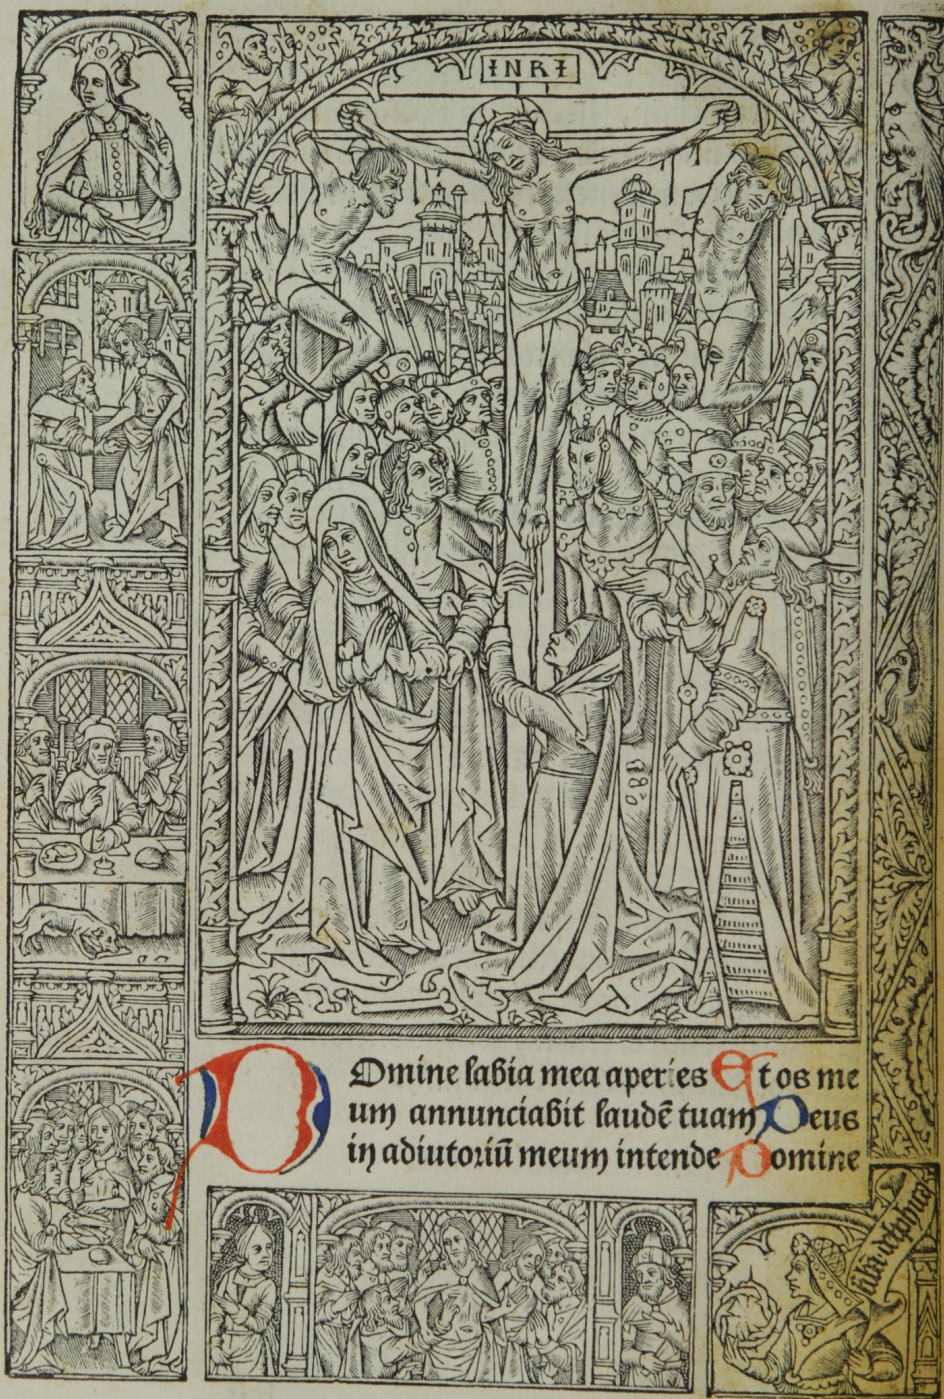 INRI
DOmine labia mea aperies Et os me
um annunciabit laudē tuam Deus
in adiutoriū meum intende Domine